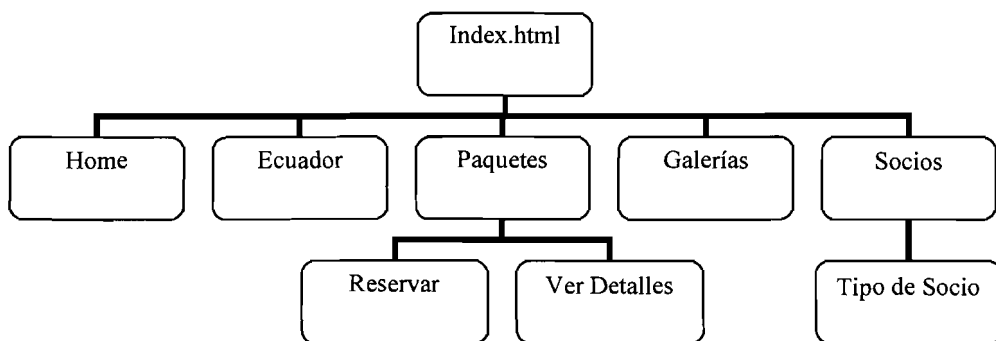 Index.html
Home
Ecuador
Paquetes
Galerías
Socios
Reservar
Ver Detalles
Tipo de Socio